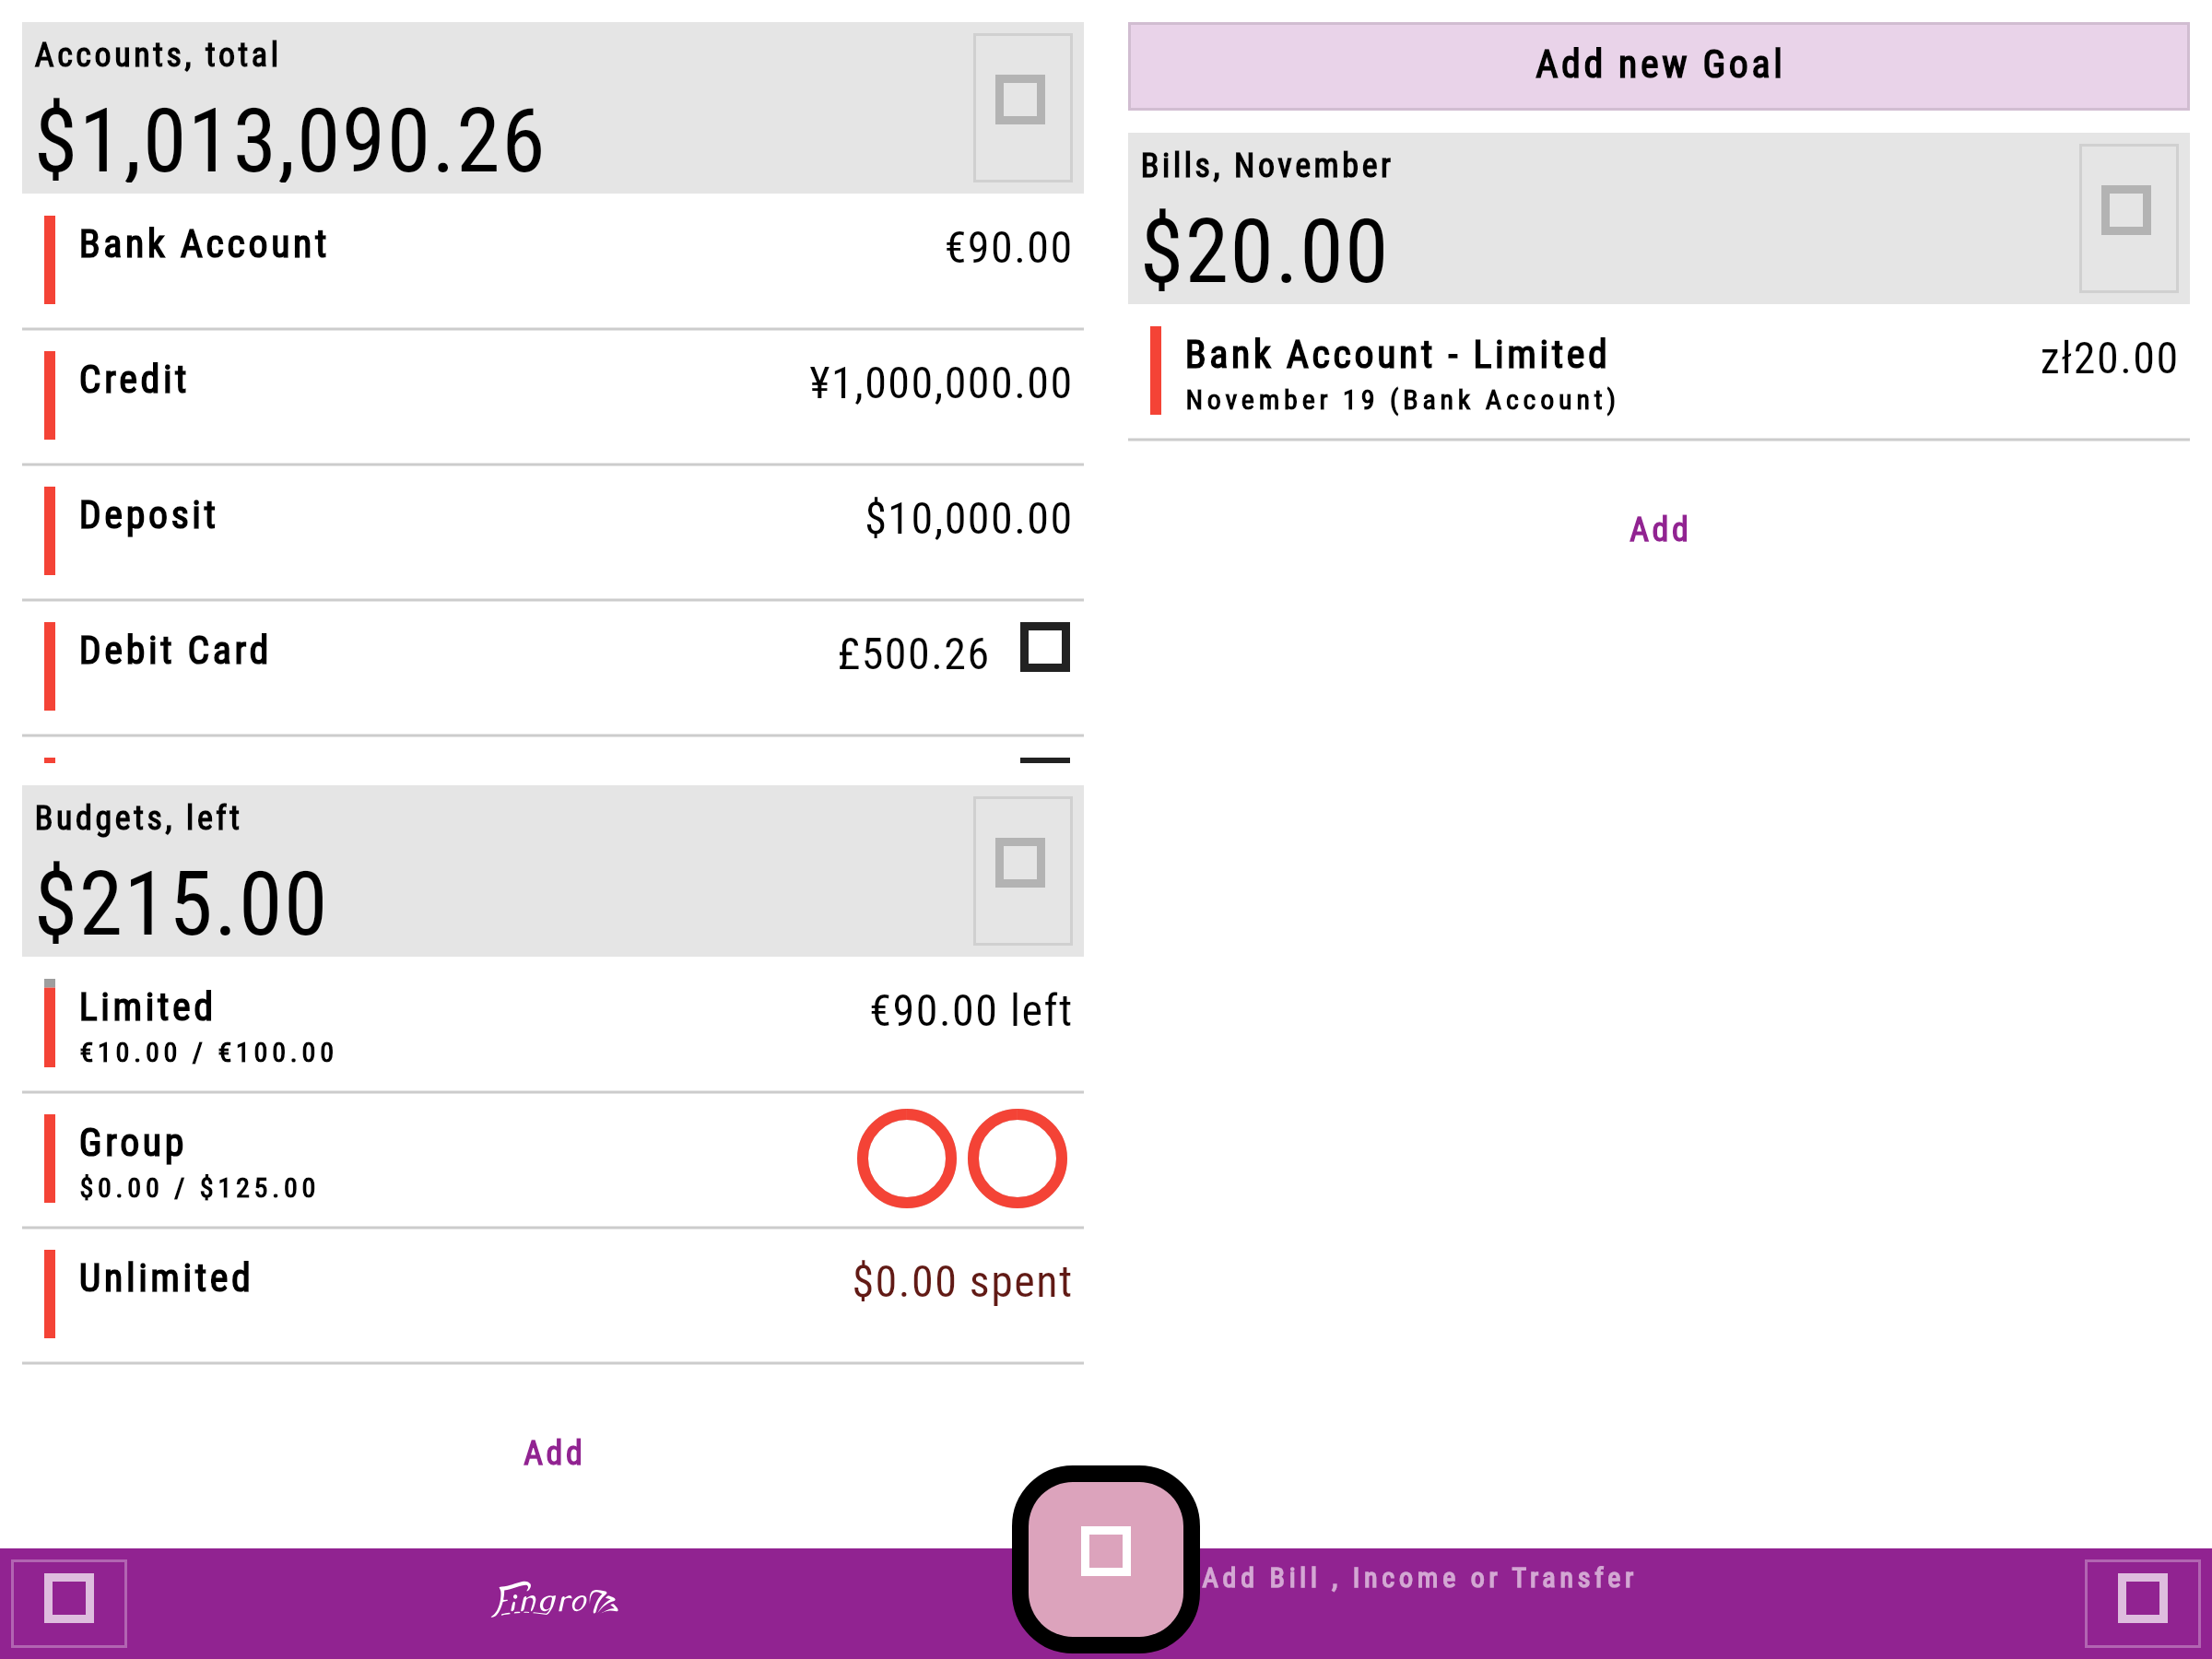 Accounts, total
$1,013,090.26
Bank Account
€90.00
Credit
¥1,000,000.00
Deposit
$10,000.00
Debit Card
£500.26
Budgets, left
$215.00
Limited
€90.00 left
€10.00 / €100.00
Group
$0.00 / $125.00
Unlimited
$0.00 spent
Add
Add new Goal
Bills, November
$20.00
Bank Account - Limited
zł20.00
November 19 (Bank Account)
Add
Fingro
Add Bill , Income or Transfer